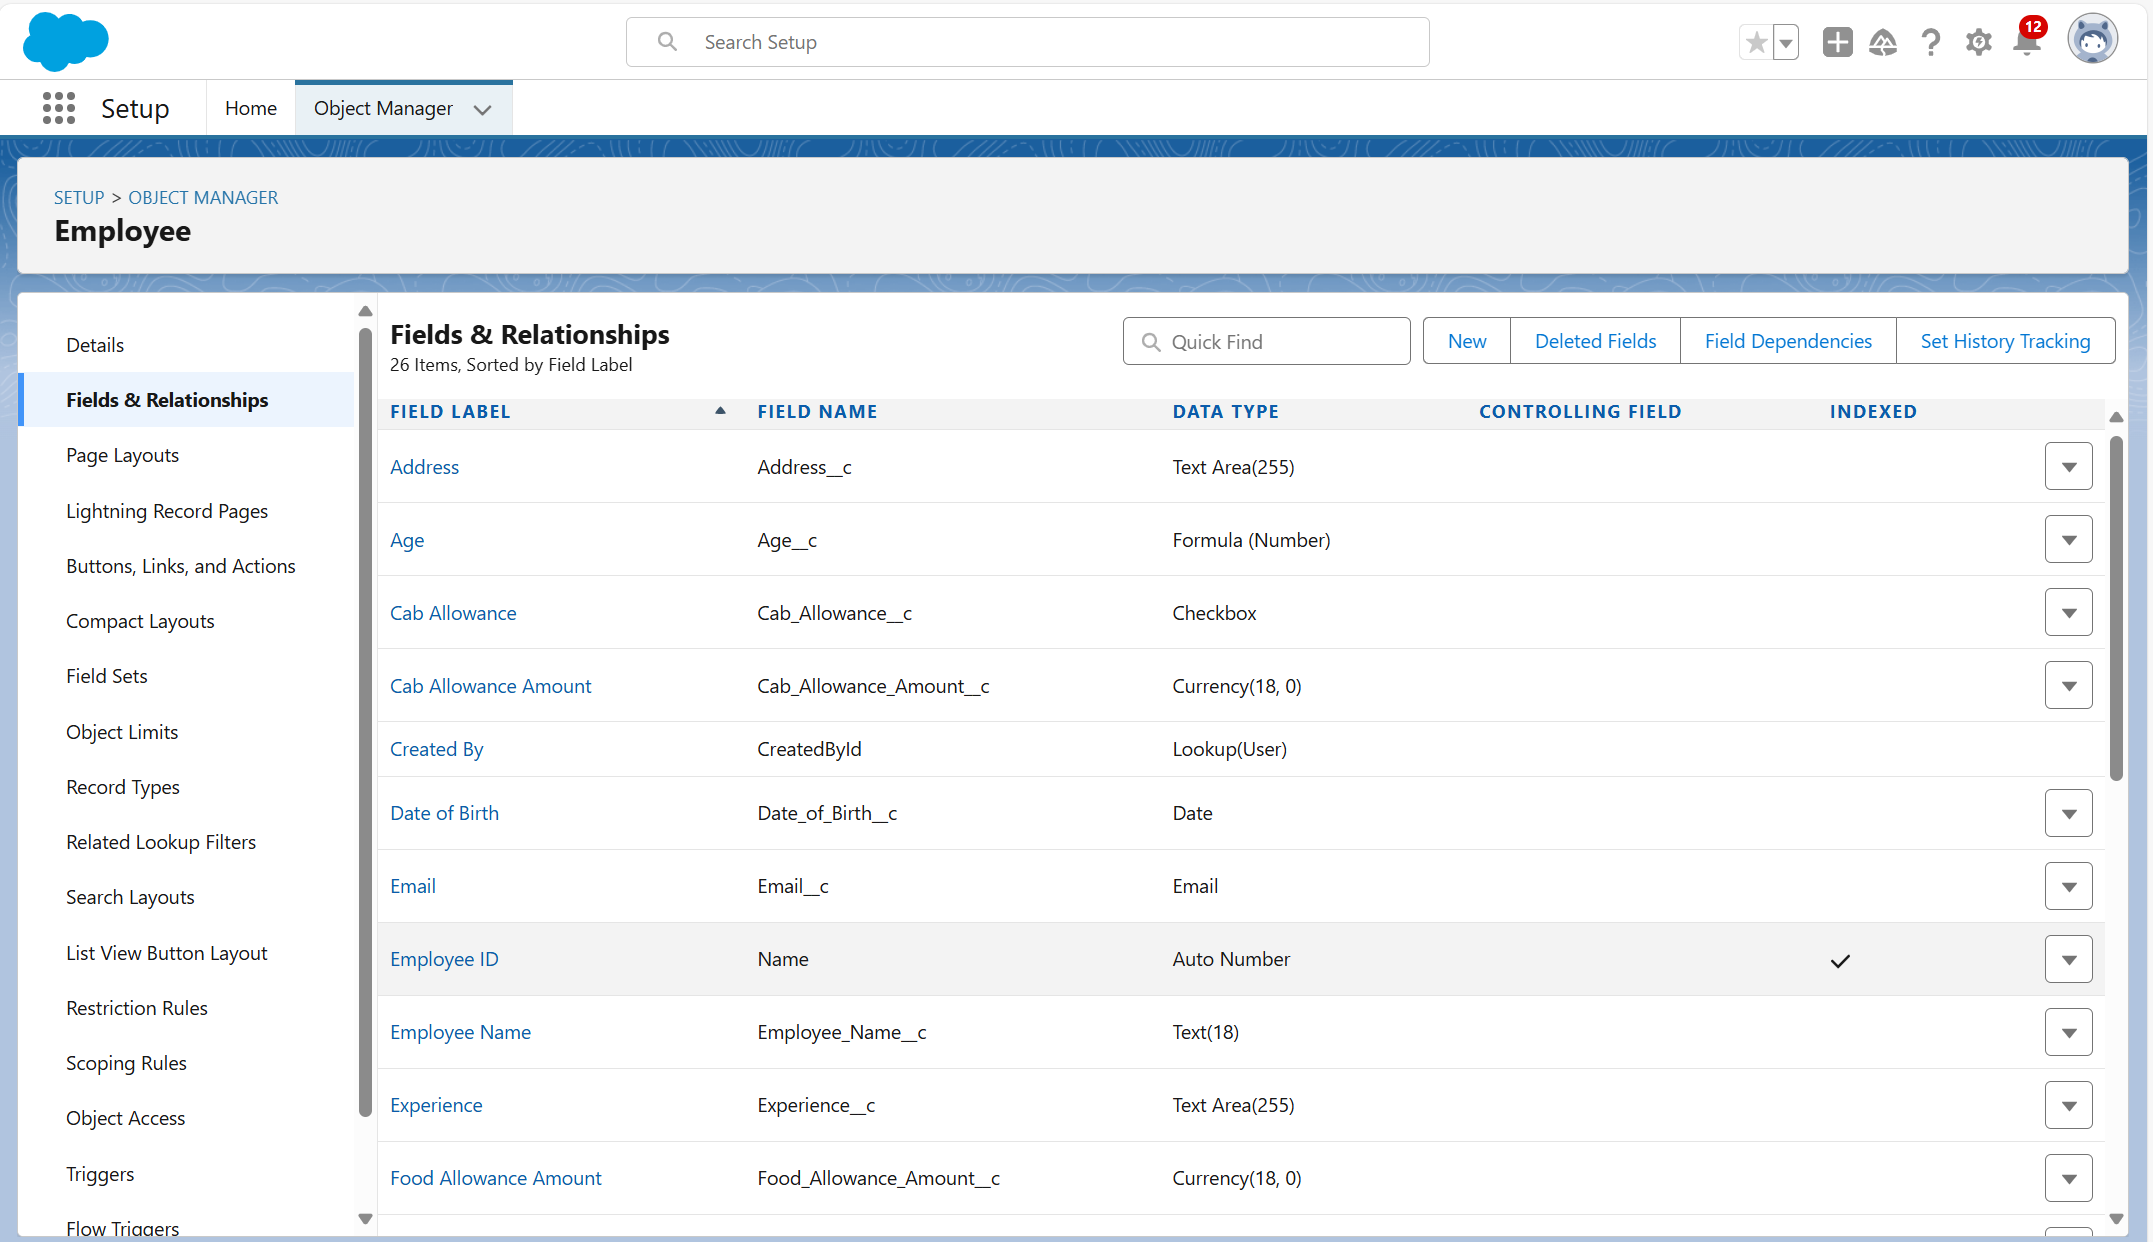 Search Setup
12
Setup
Home
Object Manager
SETUP > OBJECT MANAGER
Employee
Details
Fields & Relationships
Page Layouts
Lightning Record Pages
Buttons, Links, and Actions
Compact Layouts
Field Sets
Object Limits
Record Types
Related Lookup Filters
Search Layouts
List View Button Layout
Restriction Rules
Scoping Rules
Object Access
Triggers
Flow Triggers
Fields & Relationships
26 Items, Sorted by Field Label
Quick Find
New
Deleted Fields
Field Dependencies
Set History Tracking
FIELD LABEL FIELD NAME DATA TYPE CONTROLLING FIELD INDEXED
Address Address__c Text Area(255)
Age Age__c Formula (Number)
Cab Allowance Cab_Allowance__c Checkbox
Cab Allowance Amount Cab_Allowance_Amount__c Currency(18, 0)
Created By CreatedById Lookup(User)
Date of Birth Date_of_Birth__c Date
Email Email__c Email
Employee ID Name Auto Number
Employee Name Employee_Name__c Text(18)
Experience Experience__c Text Area(255)
Food Allowance Amount Food_Allowance_Amount__c Currency(18, 0)